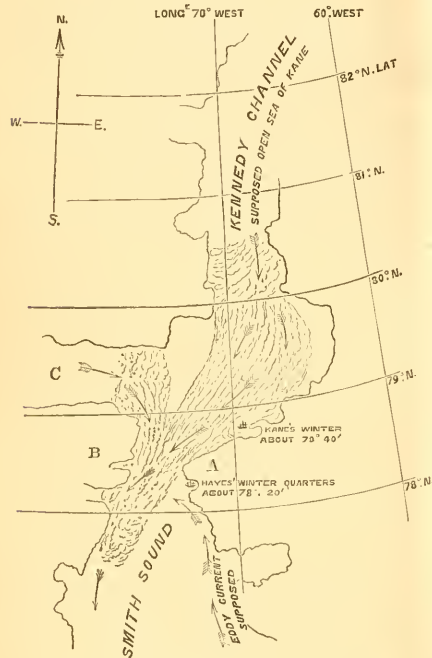 LONG^E 70° WEST
60° WEST
N.
W.
E.
S.
82° N. LAT
KENNEDY CHANNEL
SUPPOSED OPEN SEA OF KANE
81° N.
80° N.
79° N.
C
B
A
KANE'S WINTER
ABOUT 70° 40'
HAYES' WINTER QUARTERS
ABOUT 78°. 20'
78° N
SMITH SOUND
EDDY CURRENT
SUPPOSED